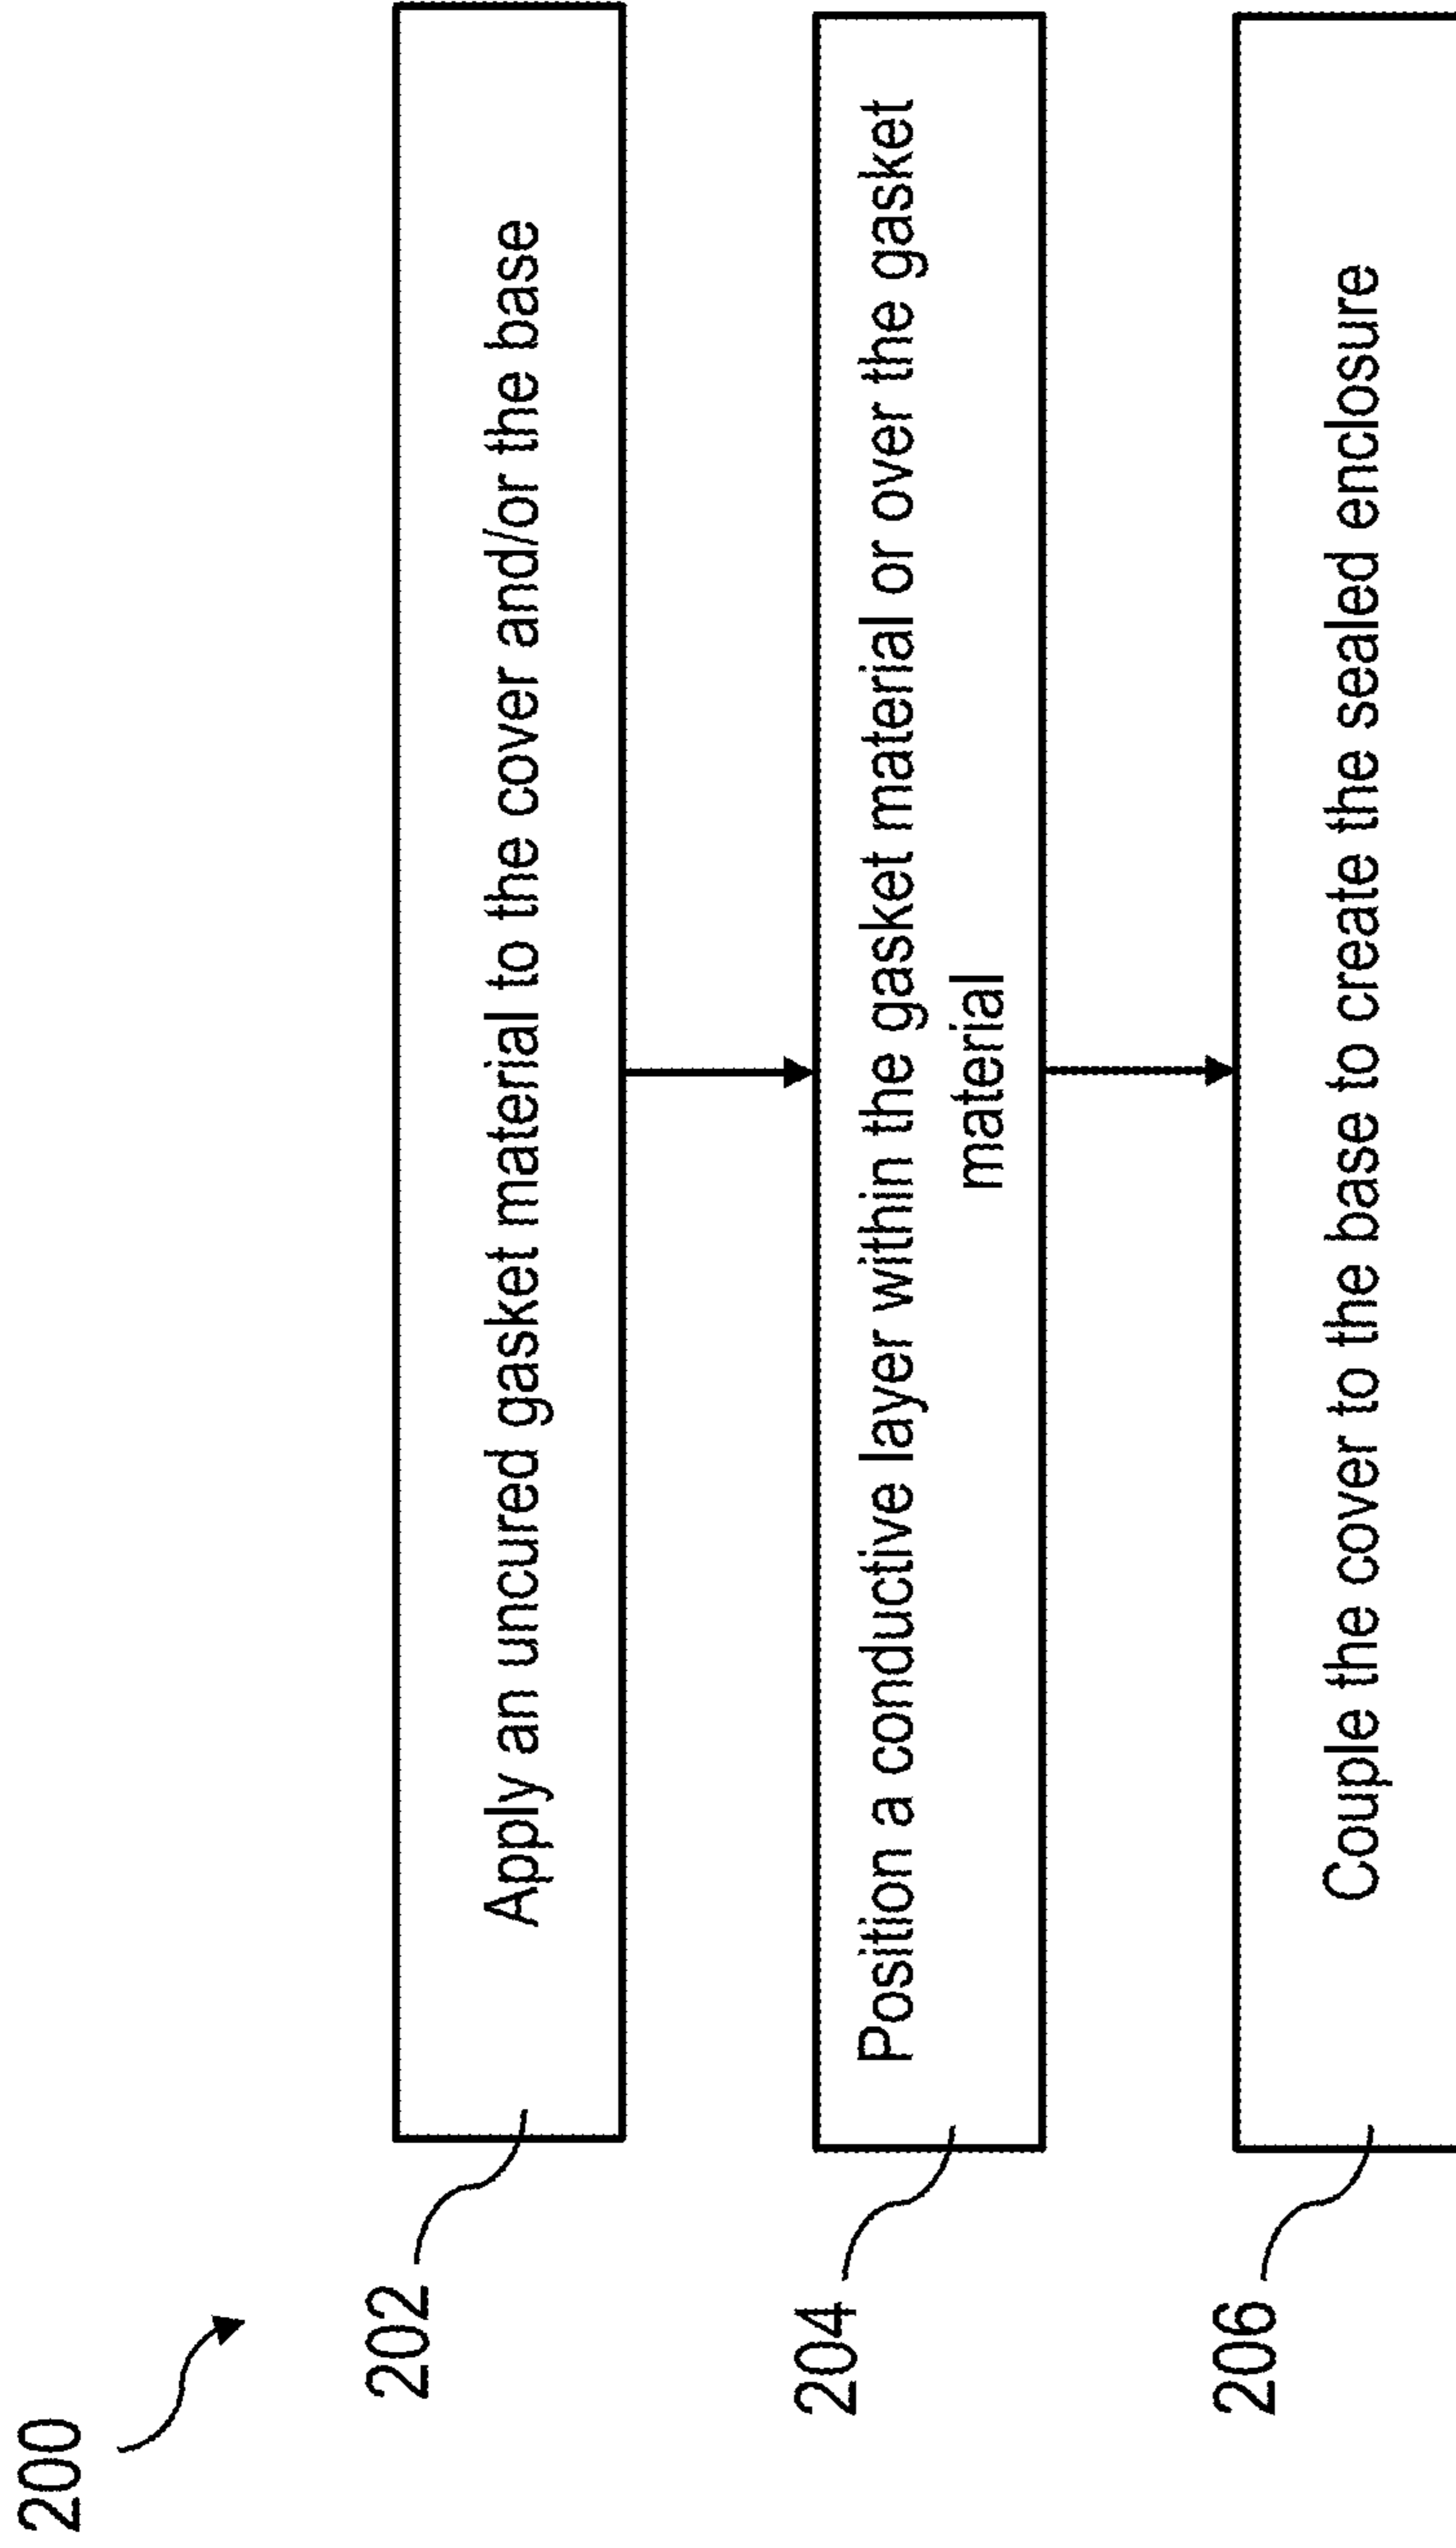 200
202
Apply an uncured gasket material to the cover and/or the base
204
Position a conductive layer within the gasket material or over the gasket
material
206
Couple the cover to the base to create the sealed enclosure